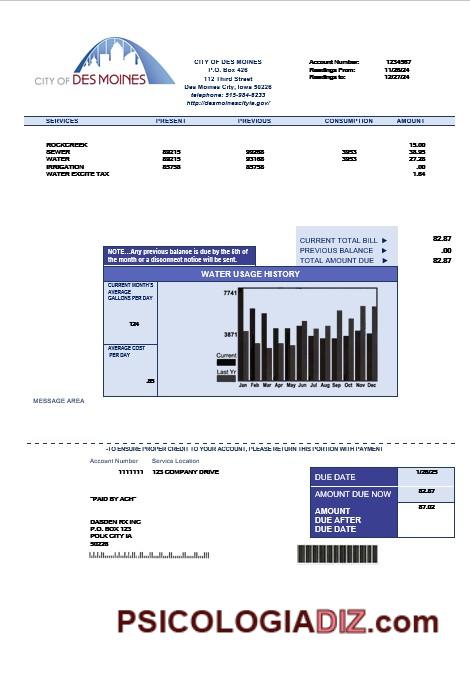 CITY OF DES MOINES
CITY OF DES MOINES
P.O. Box 426
112 Third Street
Des Moines City, Iowa 50226
telephone: 515-984-6233
http://desmoinescityia.gov/
Account Number: 1234567
Readings From: 11/26/24
Readings to: 12/27/24
SERVICES PRESENT PREVIOUS CONSUMPTION AMOUNT
ROCKCREEK 15.00
SEWER 89215 3953 38.95
WATER 89215 93168 3953 27.28
IRRIGATION 85758 85758 .00
WATER EXCITE TAX 1.64
CURRENT TOTAL BILL ▶ 82.87
PREVIOUS BALANCE ▶ .00
TOTAL AMOUNT DUE ▶ 82.87
NOTE...Any previous balance is due by the 6th of
the month or a disconnect notice will be sent.
WATER USAGE HISTORY
CURRENT MONTH'S
AVERAGE
GALLONS PER DAY
124
AVERAGE COST
PER DAY
.85
7741
3871
Current
Last Yr
Jan Feb Mar Apr May Jun Jul Aug Sep Oct Nov Dec
MESSAGE AREA
-TO ENSURE PROPER CREDIT TO YOUR ACCOUNT, PLEASE RETURN THIS PORTION WITH PAYMENT
Account Number Service Location
1111111 123 COMPANY DRIVE
"PAID BY ACH"
DASDEN RX INC
P.O. BOX 123
POLK CITY IA
50226
DUE DATE 1/26/25
AMOUNT DUE NOW 82.87
AMOUNT 87.02
DUE AFTER
DUE DATE
PSICOLOGIADIZ.com